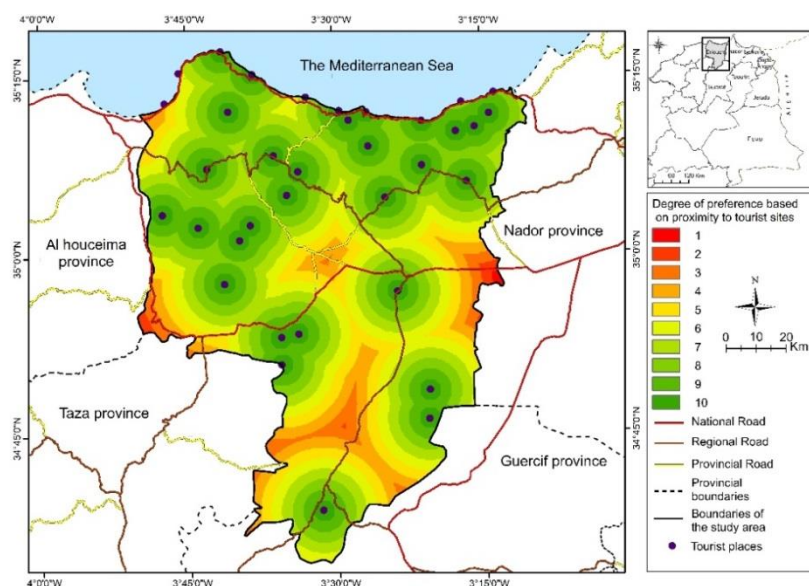 4°0'0"W
3°45'0"W
3°30'0"W
3°15'0"W
35°15'0"N
35°0'0"N
34°45'0"N
The Mediterranean Sea
Al houceima
province
Nador province
Taza province
Guercif province
35°15'0"N
35°0'0"N
34°45'0"N
4°0'0"W
3°45'0"W
3°30'0"W
3°15'0"W
Degree of preference based
on proximity to tourist sites
1
2
3
4
5
6
7
8
9
10
N
0 10 20
Km
National Road
Regional Road
Provincial Road
Provincial
boundaries
Boundaries of
the study area
Tourist places